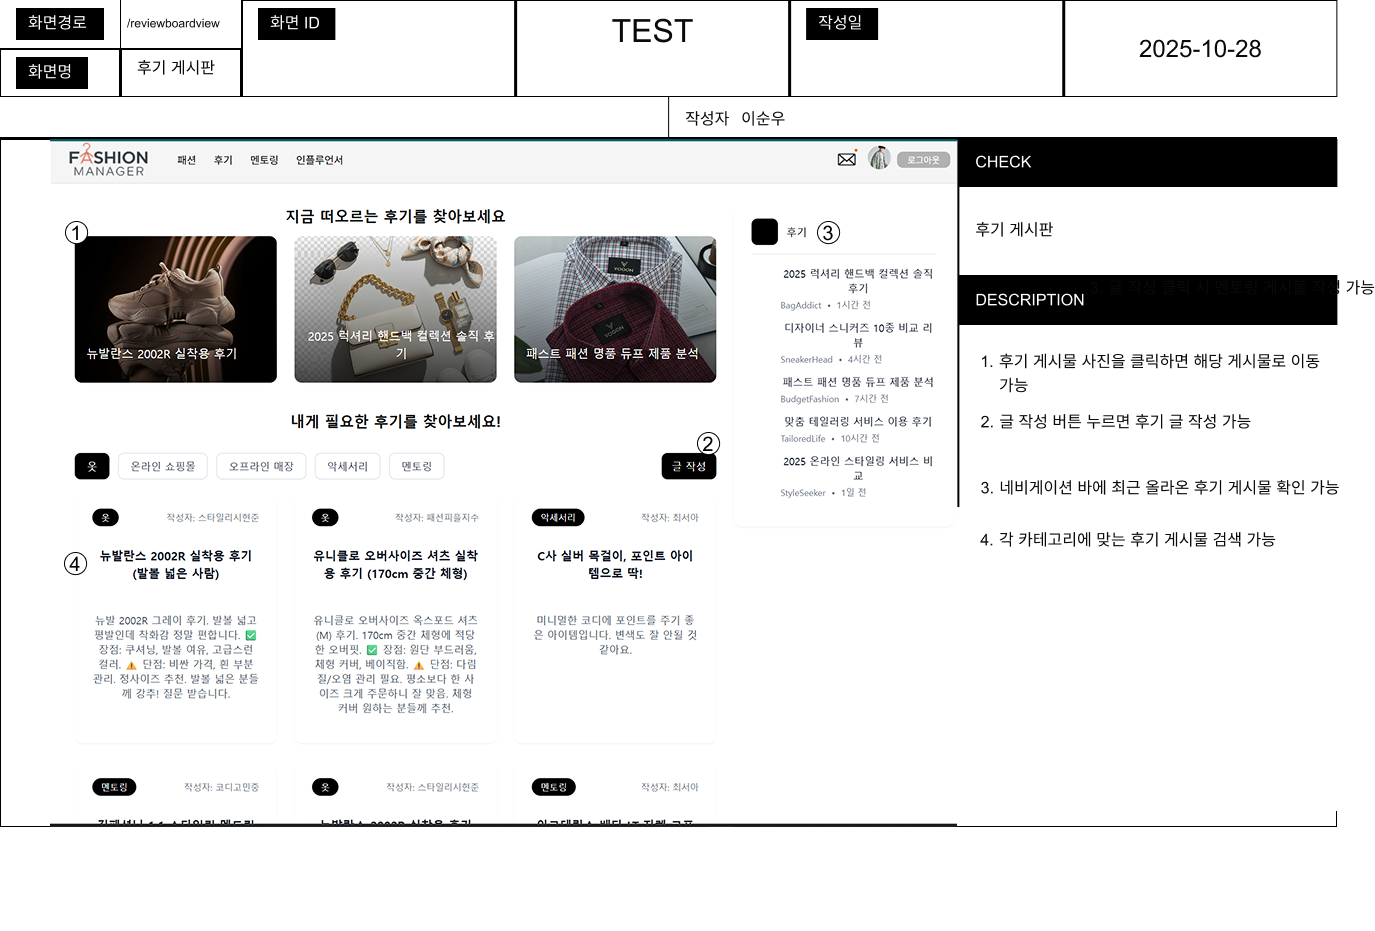 화면경로
/reviewboardview
화면 ID
TEST
작성일
2025-10-28
화면명
후기 게시판
작성자 이순우
FASHION
MANAGER
패션 후기 멘토링 인플루언서
로그아웃
CHECK
후기 게시판
DESCRIPTION
3. 글 작성 클릭 시 멘토링 게시물 작성 가능
1. 후기 게시물 사진을 클릭하면 해당 게시물로 이동
가능
2. 글 작성 버튼 누르면 후기 글 작성 가능
3. 네비게이션 바에 최근 올라온 후기 게시물 확인 가능
4. 각 카테고리에 맞는 후기 게시물 검색 가능
지금 떠오르는 후기를 찾아보세요
1
뉴발란스 2002R 실착용 후기
2025 럭셔리 핸드백 컬렉션 솔직 후
기
VOGON
VOGON
패스트 패션 명품 듀프 제품 분석
후기 3
2025 럭셔리 핸드백 컬렉션 솔직
후기
BagAddict • 1시간 전
디자이너 스니커즈 10종 비교 리
뷰
SneakerHead • 4시간 전
패스트 패션 명품 듀프 제품 분석
BudgetFashion • 7시간 전
맞춤 테일러링 서비스 이용 후기
TailoredLife • 10시간 전
2025 온라인 스타일링 서비스 비
교
StyleSeeker • 1일 전
내게 필요한 후기를 찾아보세요!
2
옷 온라인 쇼핑몰 오프라인 매장 악세서리 멘토링 글 작성
4
옷 작성자: 스타일리시현준
뉴발란스 2002R 실착용 후기
(발볼 넓은 사람)
뉴발 2002R 그레이 후기. 발볼 넓고
평발인데 착화감 정말 편합니다. ✅
장점: 쿠셔닝, 발볼 여유, 고급스런
컬러. ⚠️ 단점: 비싼 가격, 흰 부분
관리. 정사이즈 추천. 발볼 넓은 분들
께 강추! 질문 받습니다.
옷 작성자: 패션피플지수
유니클로 오버사이즈 셔츠 실착
용 후기 (170cm 중간 체형)
유니클로 오버사이즈 옥스포드 셔츠
(M) 후기. 170cm 중간 체형에 적당
한 오버핏. ✅ 장점: 원단 부드러움,
체형 커버, 베이직함. ⚠️ 단점: 다림
질/오염 관리 필요. 평소보다 한 사
이즈 크게 주문하니 잘 맞음. 체형
커버 원하는 분들께 추천.
악세서리 작성자: 최서아
C사 실버 목걸이, 포인트 아이
템으로 딱!
미니멀한 코디에 포인트를 주기 좋
은 아이템입니다. 변색도 잘 안될 것
같아요.
멘토링 작성자: 코디고민중
옷 작성자: 스타일리시현준
뉴발란스 2002R 실착용 후기
멘토링 작성자: 최서아